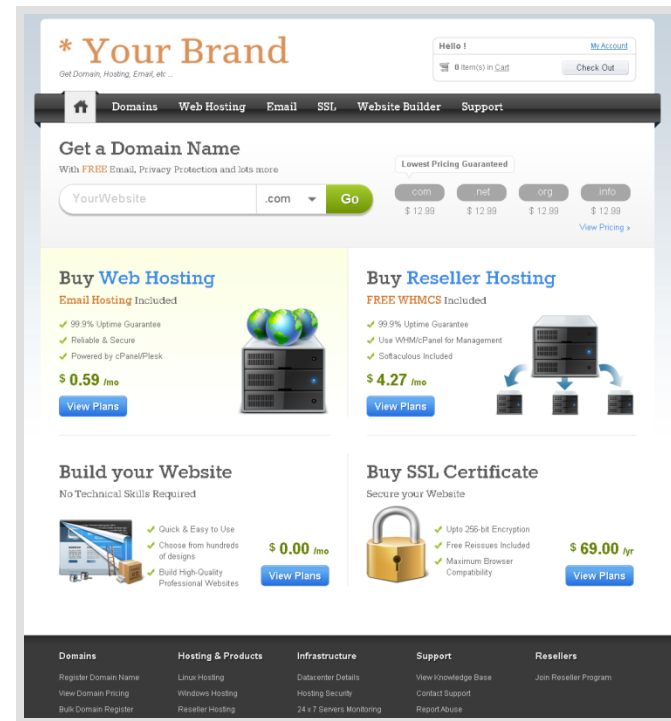 * Your Brand
Get Domain, Hosting, Email, etc ...
Hello !
My Account
0 Item(s) in Cart
Check Out
Domains Web Hosting Email SSL Website Builder Support
Get a Domain Name
With FREE Email, Privacy Protection and lots more
YourWebsite .com Go
Lowest Pricing Guaranteed
.com .net .org .info
$ 12.99 $ 12.99 $ 12.99 $ 12.99
View Pricing >
Buy Web Hosting
Email Hosting Included
99.9% Uptime Guarantee
Reliable & Secure
Powered by cPanel/Plesk
$ 0.59 /mo
View Plans
Buy Reseller Hosting
FREE WHMCS Included
99.9% Uptime Guarantee
Use WHM/cPanel for Management
Softaculous Included
$ 4.27 /mo
View Plans
Build your Website
No Technical Skills Required
Quick & Easy to Use
Choose from hundreds
of designs
Build High-Quality
Professional Websites
$ 0.00 /mo
View Plans
Buy SSL Certificate
Secure your Website
Upto 256-bit Encryption
Free Reissues Included
Maximum Browser
Compatibility
$ 69.00 /yr
View Plans
Domains Hosting & Products Infrastructure Support Resellers
Register Domain Name Linux Hosting Datacenter Details View Knowledge Base Join Reseller Program
View Domain Pricing Windows Hosting Hosting Security Contact Support
Bulk Domain Register Reseller Hosting 24 x 7 Servers Monitoring Report Abuse